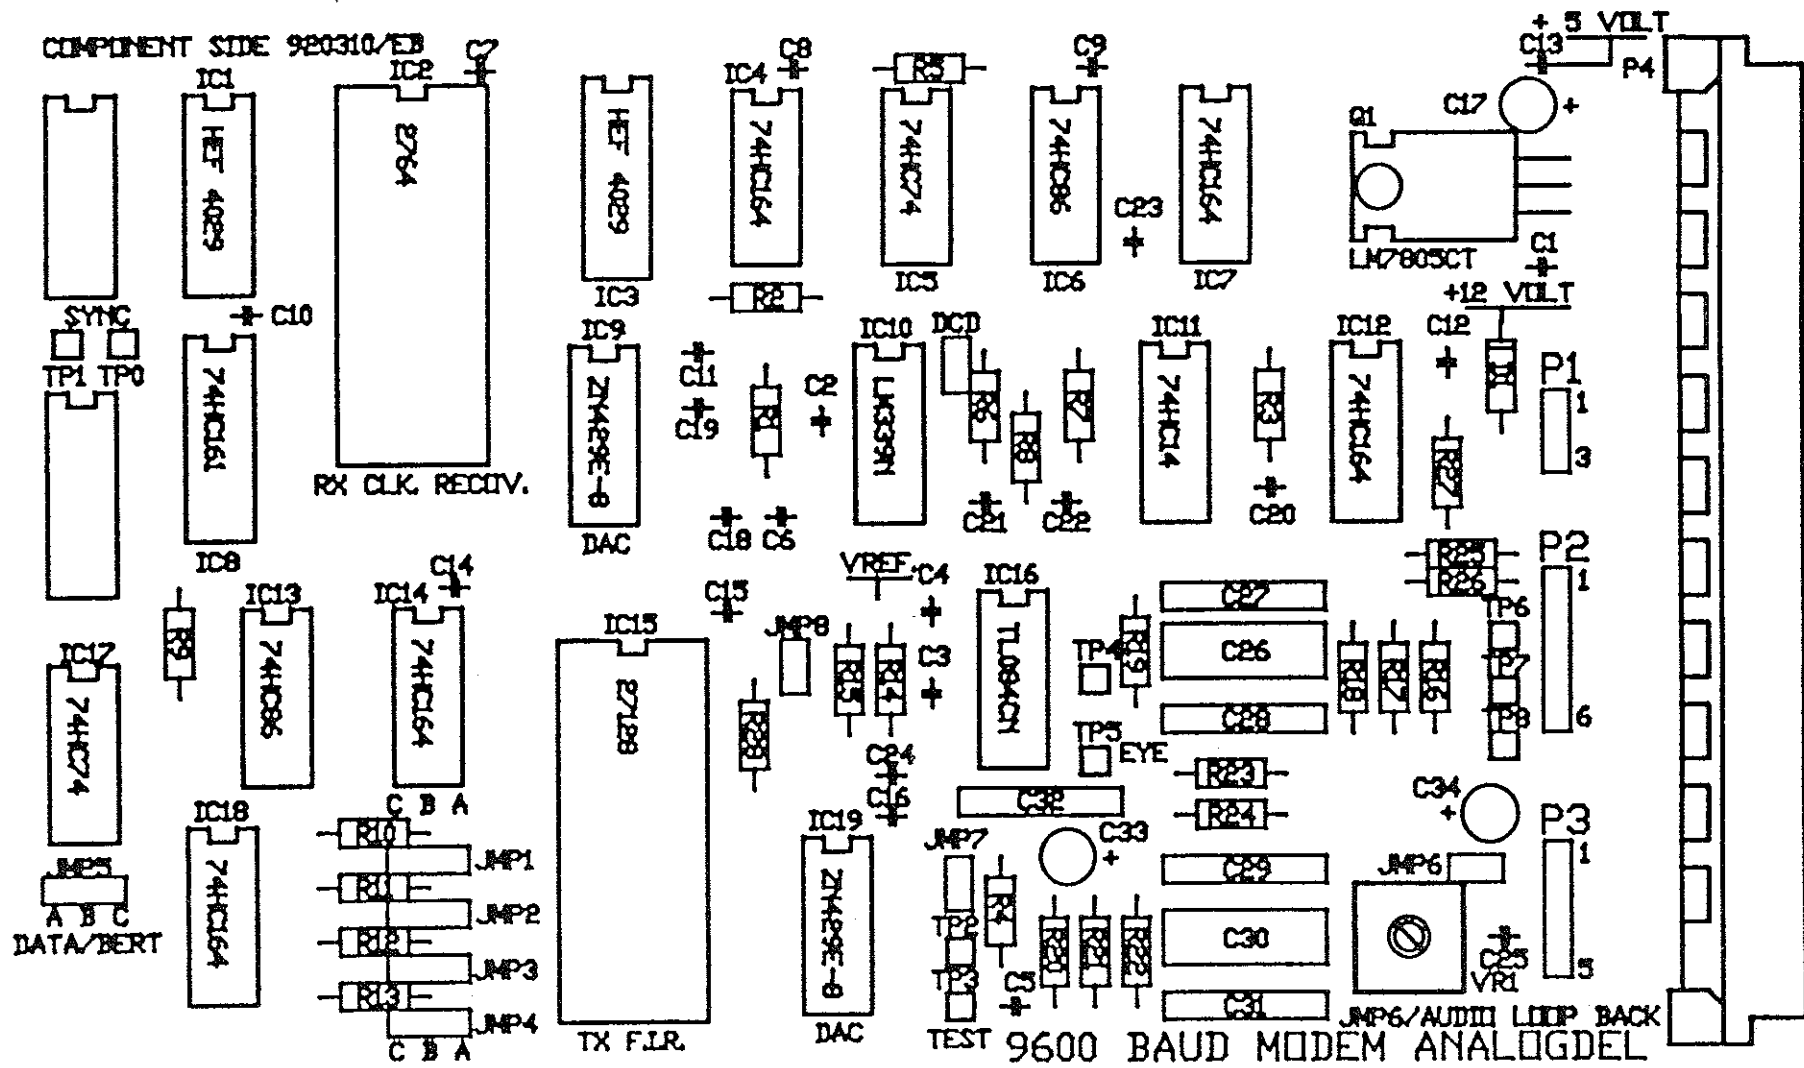 + 5 VOLT
COMPONENT SIDE 920310/EB
C7
C8
C9
C13
P4
IC1
IC2
IC4
R5
C17
+
Q1
HEF 4029
2764
HEF 4029
74HC164
74HC74
74HC86
74HC164
C23
LM7805CT
C1
IC3
IC5
IC6
IC7
R2
+12 VOLT
SYNC
C10
TP1
TP0
IC9
IC10
DCD
IC11
IC12
C12
D1
P1
1
3
C11
C19
R1
C2
R6
R8
R7
R3
R27
74HC161
ZN429E-8
LM339N
74HC14
74HC164
RX CLK. RECOV.
C18
C6
C21
C22
C20
IC8
DAC
R25
R26
P2
1
6
C14
VREF.
C4
IC16
C27
IC13
IC14
C15
IC15
JMP8
TP6
R9
IC17
74HC86
74HC164
27128
R15
R14
C3
TL084CN
TP4
R19
C26
R18
R17
R16
TP7
C28
TP8
74HC74
R28
C24
TP5
EYE
R23
C16
C32
R24
C34
+
IC18
C B A
R10
JMP1
R11
JMP2
R12
JMP3
R13
JMP4
C B A
IC19
JMP7
C33
+
P3
1
5
JMP5
A B C
DATA/BERT
74HC164
ZN429E-8
R4
C29
JMP6
TP2
TP3
R20
R21
R22
C30
C5
C31
C25
VR1
TX F.I.R.
DAC
TEST
JMP6/AUDIO LOOP BACK
9600 BAUD MODEM ANALOGDEL